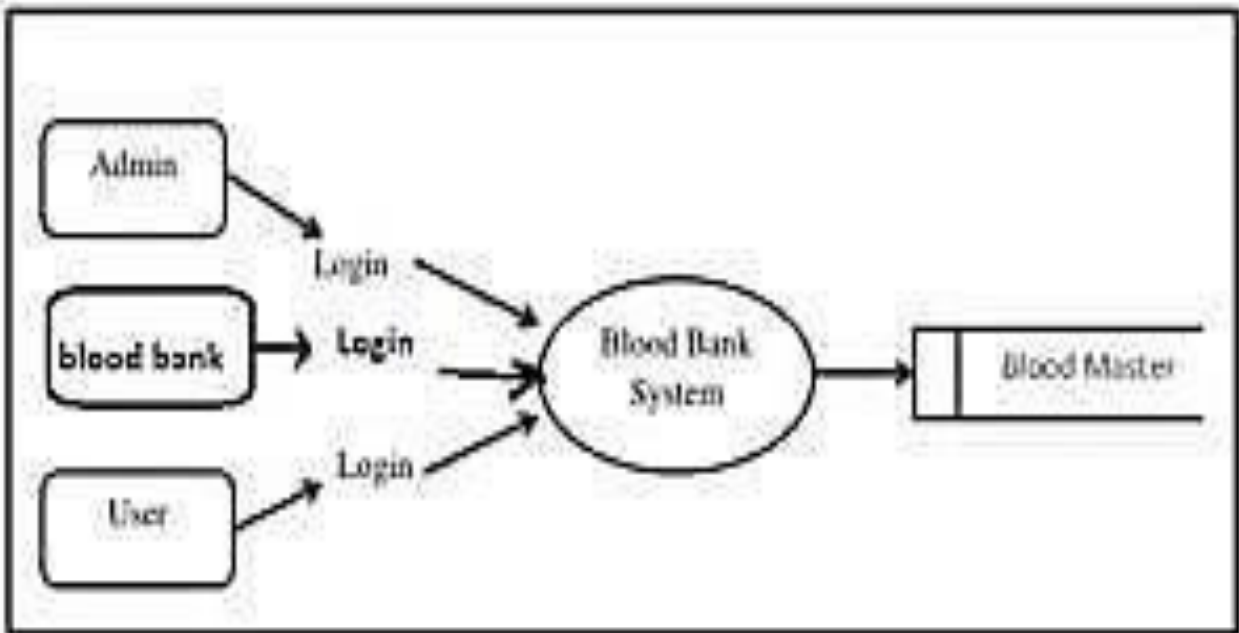 Admin
Login
blood bank
Login
User
Login
Blood Bank
System
Blood Master